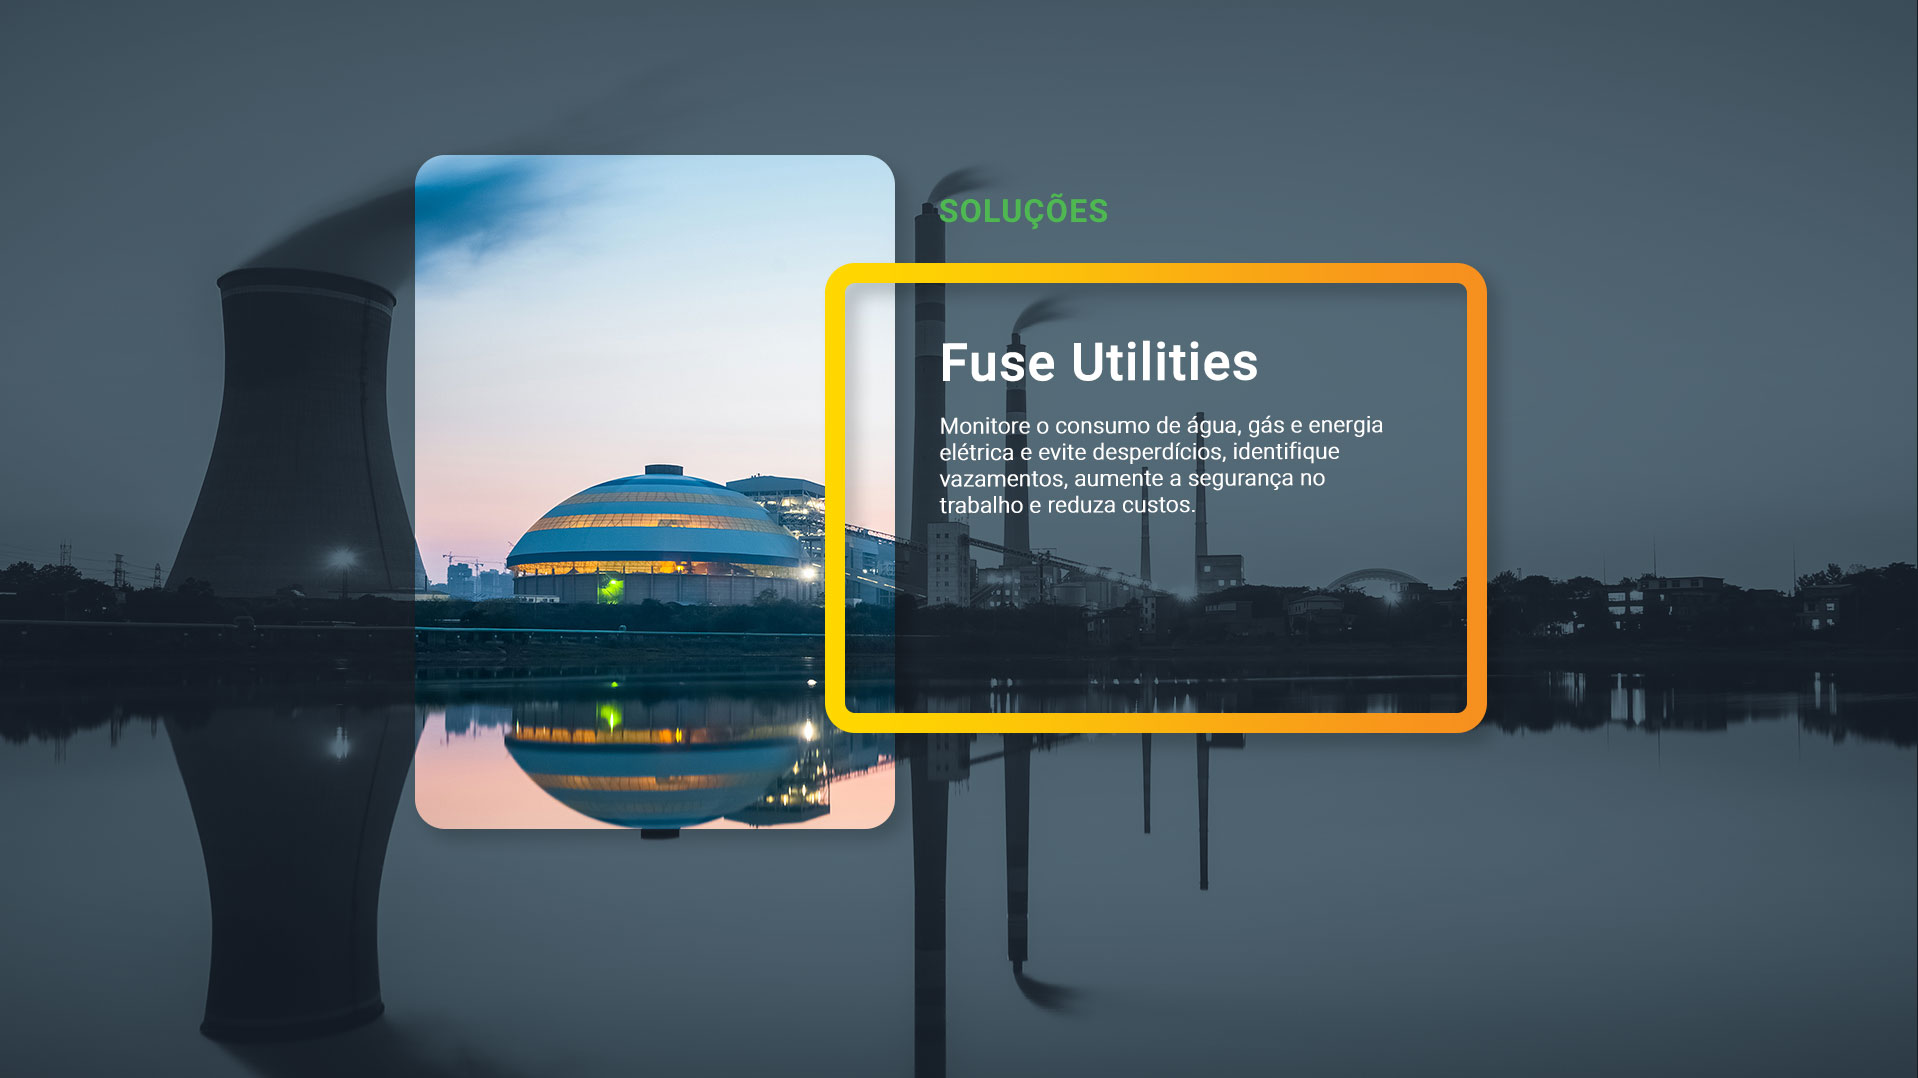 SOLUÇÕES
Fuse Utilities
Monitore o consumo de água, gás e energia
elétrica e evite desperdícios, identifique
vazamentos, aumente a segurança no
trabalho e reduza custos.